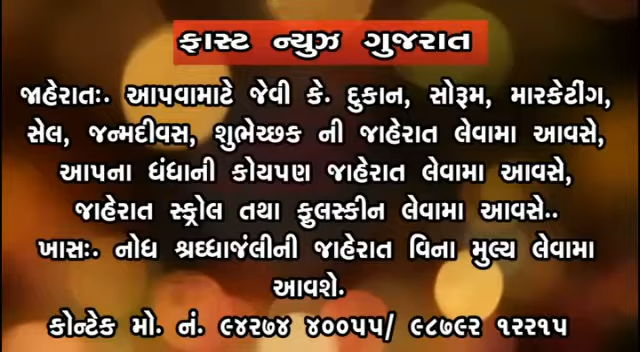 ફાસ્ટ ન્યુઝ ગુજરાત
જાહેરાતઃ. આપવામાટે જેવી કે. દુકાન, સોરૂમ, મારકેટીંગ,
સેલ, જન્મદીવસ, શુભેચ્છક ની જાહેરાત લેવામા આવસે,
આપના ધંધાની કોયપણ જાહેરાત લેવામા આવસે,
જાહેરાત સ્ક્રોલ તથા ફુલસ્કીન લેવામા આવસે..
ખાસઃ. નોધ શ્રધ્ધાજંલીની જાહેરાત વિના મુલ્ય લેવામા
આવશે.
કોન્ટેક મો. નં. ૯૪૨૭૪ ૪૦૦૫૫/ ૯૮૭૯૨ ૧૨૨૧૫